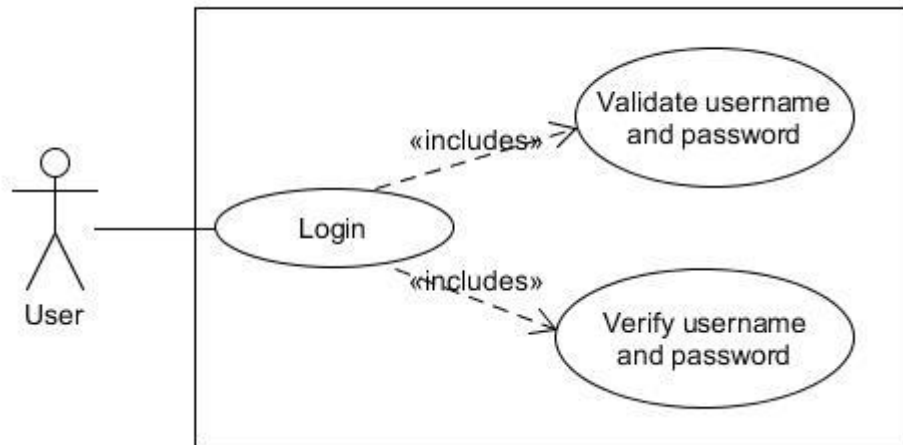 Validate username
and password
«includes»
Login
«includes»
User
Verify username
and password